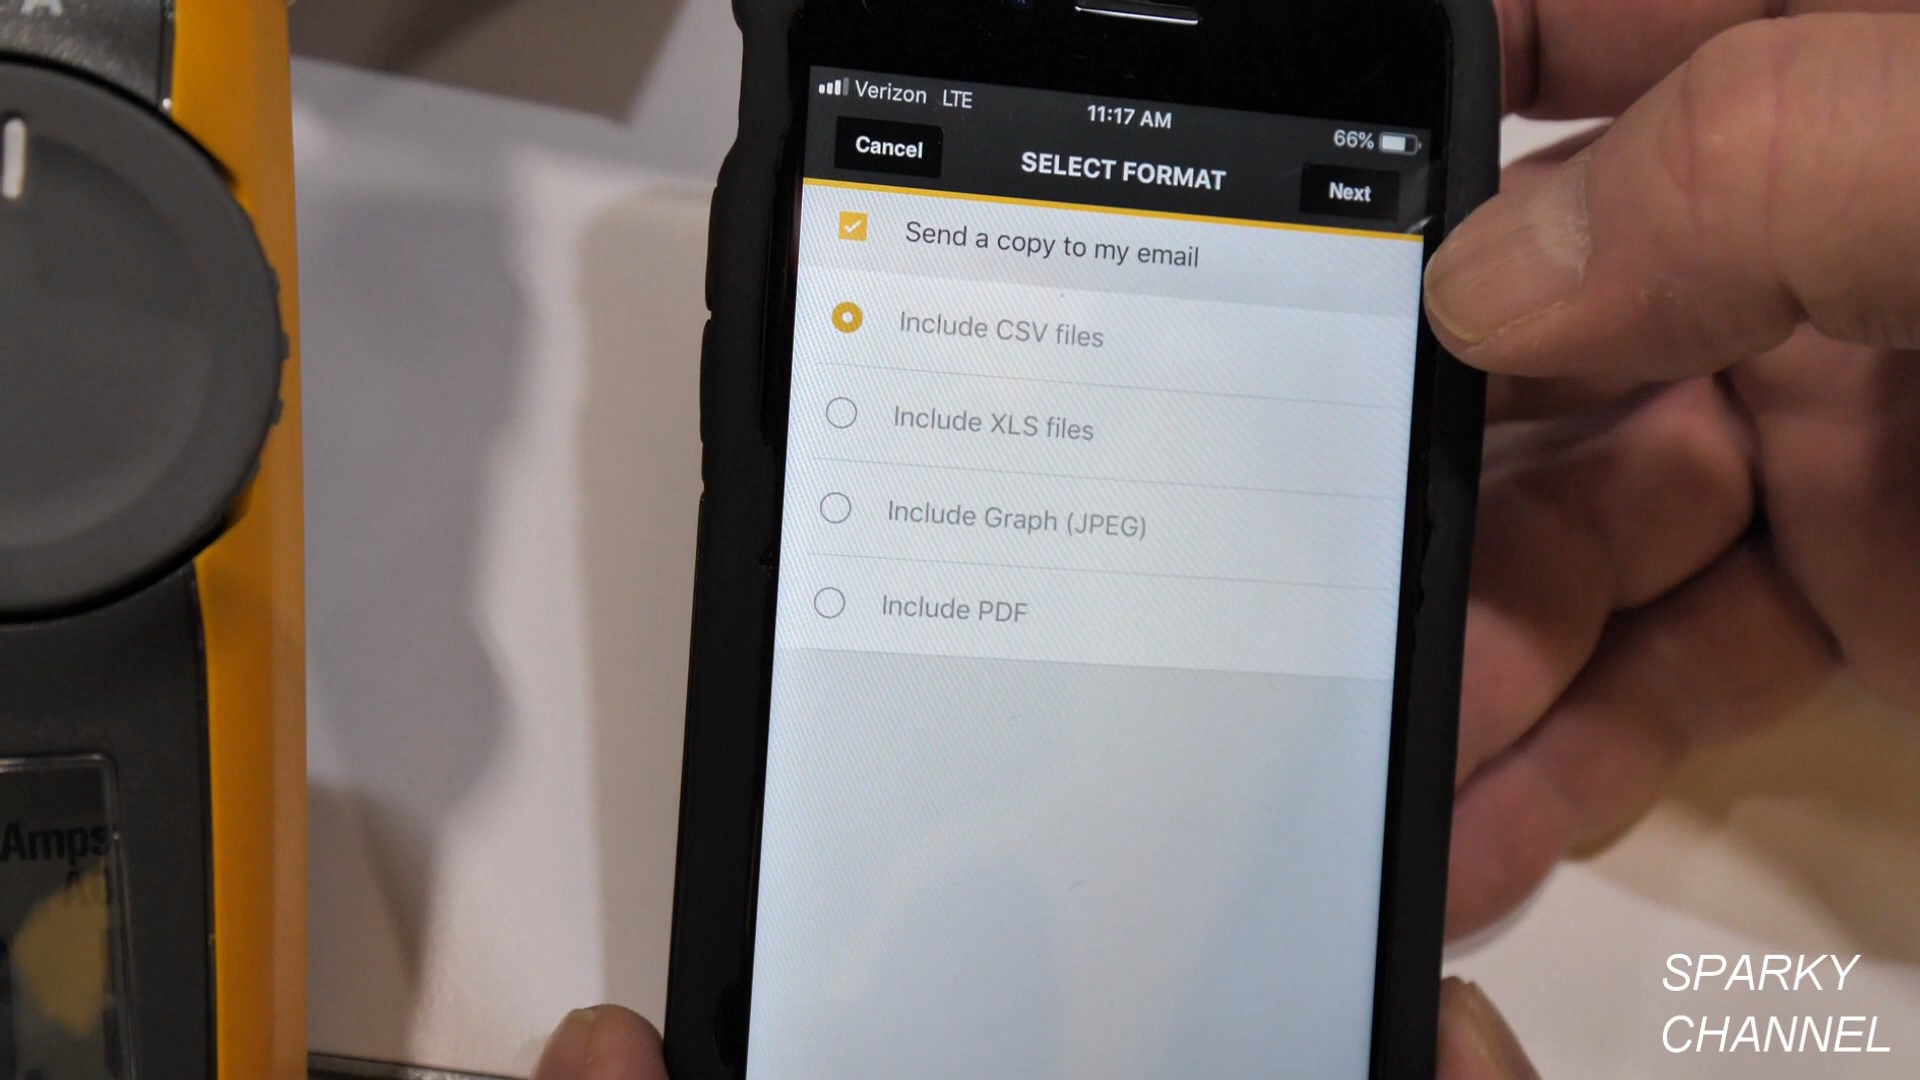 A
Verizon LTE
11:17 AM
66%
Cancel
SELECT FORMAT
Next
Send a copy to my email
Include CSV files
Include XLS files
Include Graph (JPEG)
Include PDF
Amps
SPARKY
CHANNEL